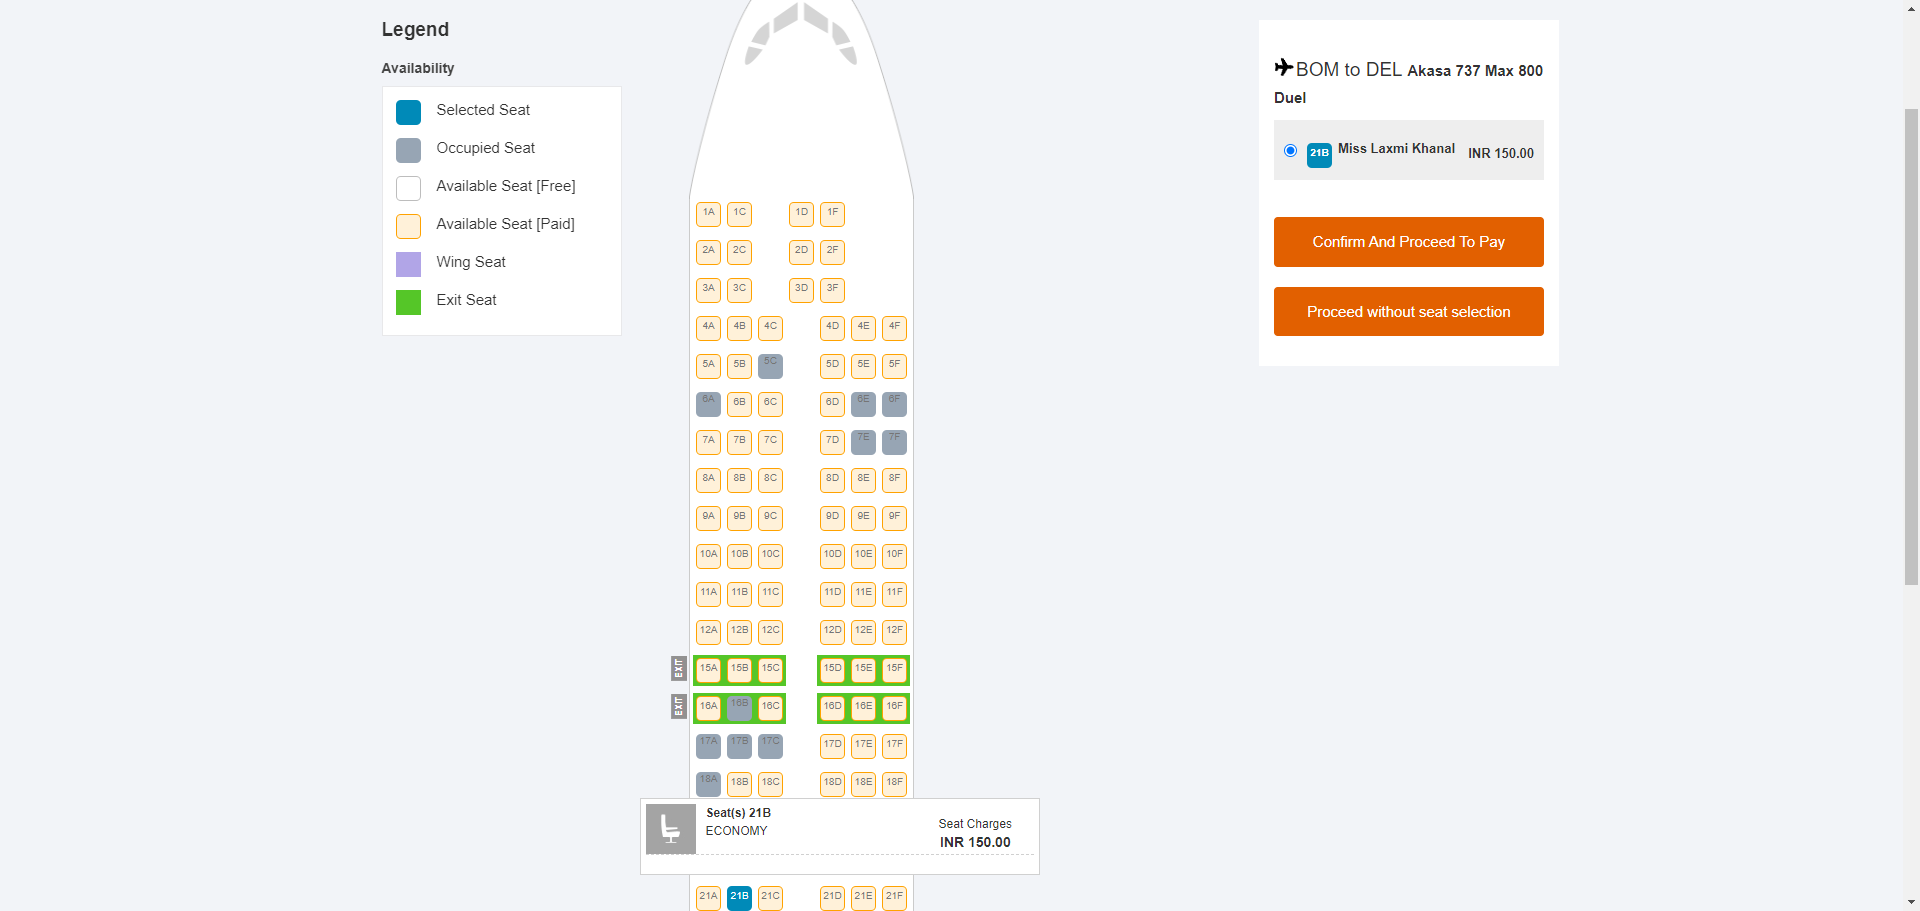 Legend
Availability
Selected Seat
Occupied Seat
Available Seat [Free]
Available Seat [Paid]
Wing Seat
Exit Seat
1A 1C 1D 1F
2A 2C 2D 2F
3A 3C 3D 3F
4A 4B 4C 4D 4E 4F
5A 5B 5C 5D 5E 5F
6A 6B 6C 6D 6E 6F
7A 7B 7C 7D 7E 7F
8A 8B 8C 8D 8E 8F
9A 9B 9C 9D 9E 9F
10A 10B 10C 10D 10E 10F
11A 11B 11C 11D 11E 11F
12A 12B 12C 12D 12E 12F
EXIT 15A 15B 15C 15D 15E 15F
EXIT 16A 16B 16C 16D 16E 16F
17A 17B 17C 17D 17E 17F
18A 18B 18C 18D 18E 18F
Seat(s) 21B
ECONOMY
Seat Charges
INR 150.00
21A 21B 21C 21D 21E 21F
BOM to DEL Akasa 737 Max 800
Duel
21B Miss Laxmi Khanal INR 150.00
Confirm And Proceed To Pay
Proceed without seat selection